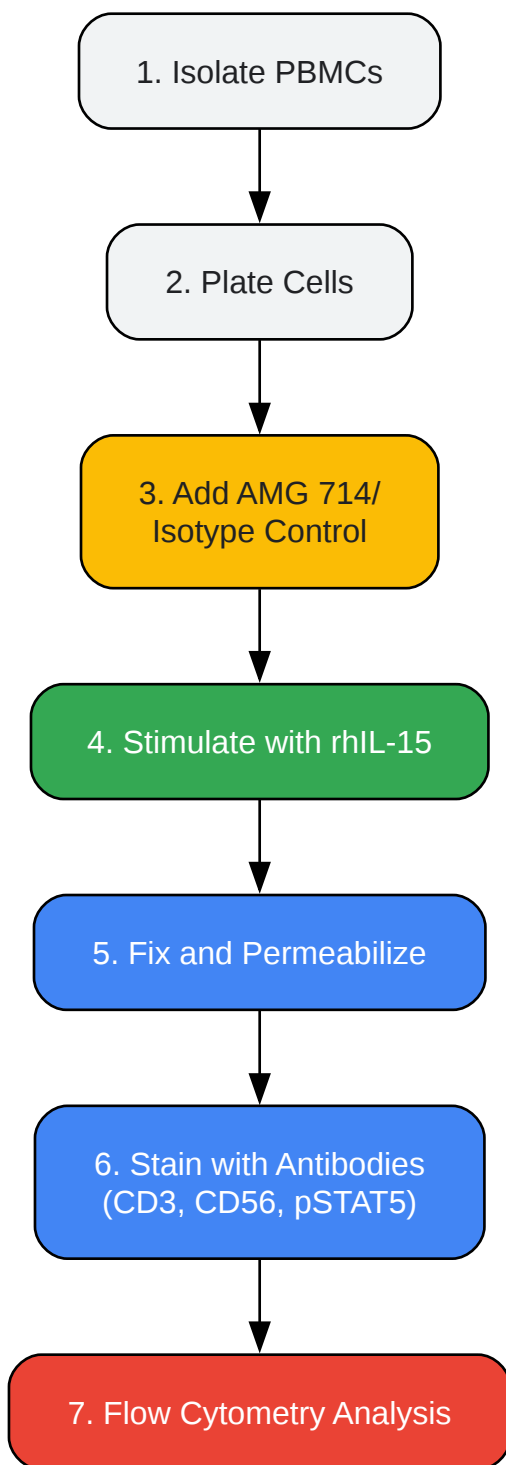 1. Isolate PBMCs
2. Plate Cells
3. Add AMG 714/
Isotype Control
4. Stimulate with rhIL-15
5. Fix and Permeabilize
6. Stain with Antibodies
(CD3, CD56, pSTAT5)
7. Flow Cytometry Analysis